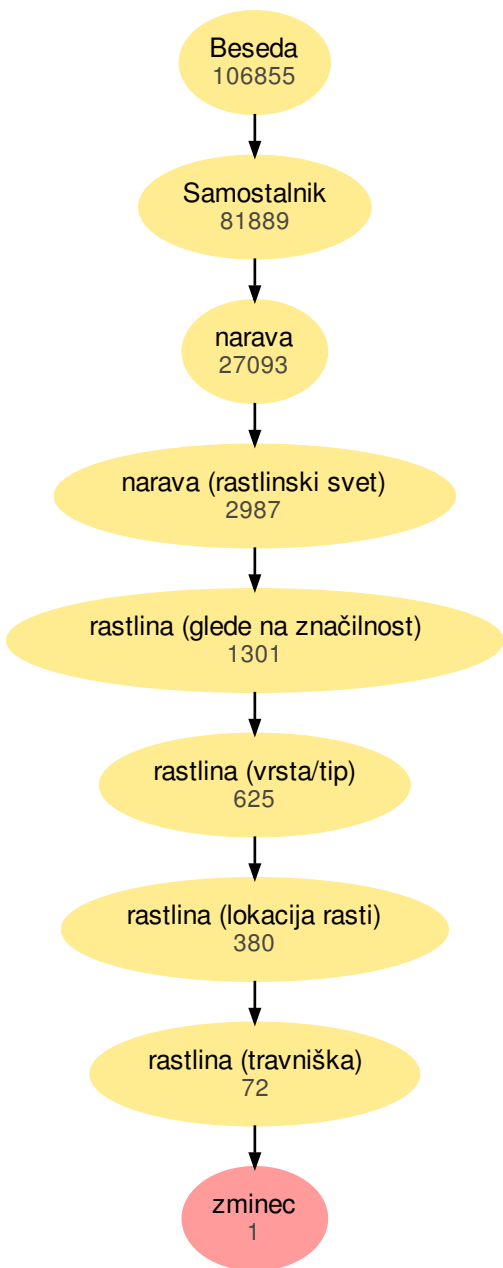 Beseda
106855
Samostalnik
81889
narava
27093
narava (rastlinski svet)
2987
rastlina (glede na značilnost)
1301
rastlina (vrsta/tip)
625
rastlina (lokacija rasti)
380
rastlina (travniška)
72
zminec
1